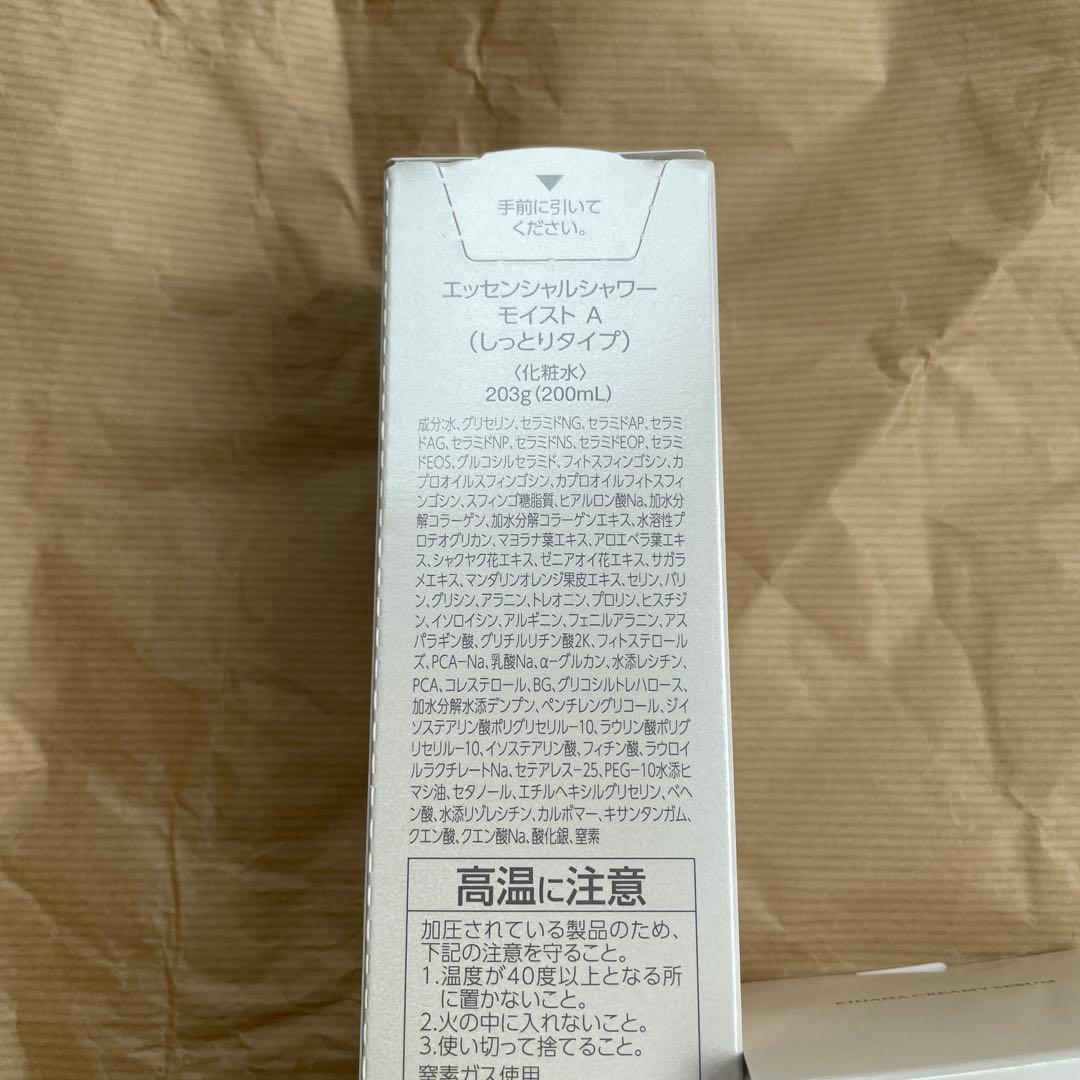 手前に引いて
ください。
エッセンシャルシャワー
モイスト A
(しっとりタイプ)
〈化粧水〉
203g(200mL)
成分:水、グリセリン、セラミドNG、セラミドAP、セラミ
ドAG、セラミドNP、セラミドNS、セラミドEOP、セラミ
ドEOS、グルコシルセラミド、フィトスフィンゴシン、カ
プロオイルスフィンゴシン、カプロオイルフィトスフィ
ンゴシン、スフィンゴ糖脂質、ヒアルロン酸Na、加水分
解コラーゲン、加水分解コラーゲンエキス、水溶性プ
ロテオグリカン、マヨラナ葉エキス、アロエベラ葉エキ
ス、シャクヤク花エキス、ゼニアオイ花エキス、サガラ
メエキス、マンダリンオレンジ果皮エキス、セリン、バリ
ン、グリシン、アラニン、トレオニン、プロリン、ヒスチジ
ン、イソロイシン、アルギニン、フェニルアラニン、アス
パラギン酸、グリチルリチン酸2K、フィトステロール
ズ、PCA-Na、乳酸Na、α-グルカン、水添レシチン、
PCA、コレステロール、BG、グリコシルトレハロース、
加水分解水添デンプン、ペンチレングリコール、ジイ
ソステアリン酸ポリグリセリル-10、ラウリン酸ポリグ
リセリル-10、イソステアリン酸、フィチン酸、ラウロイ
ルラクチレートNa、セテアレス-25、PEG-10水添ヒ
マシ油、セタノール、エチルヘキシルグリセリン、ベヘ
ン酸、水添リゾレシチン、カルボマー、キサンタンガム、
クエン酸、クエン酸Na、酸化銀、窒素
高温に注意
加圧されている製品のため、
下記の注意を守ること。
1.温度が40度以上となる所
に置かないこと。
2.火の中に入れないこと。
3.使い切って捨てること。
窒素ガス使用
CREAMY SERUM